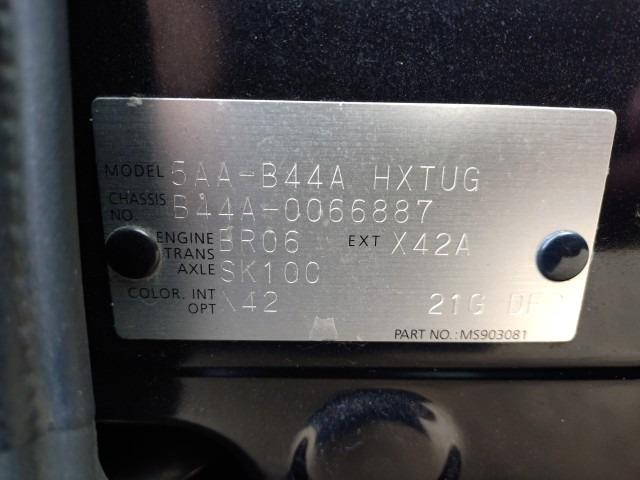 MODEL 5AA-B44A HXTUG
CHASSIS NO. B44A-0066887
ENGINE BR06 EXT X42A
TRANS AXLE SK10C
COLOR. INT OPT X42 21G
PART NO.: MS903081